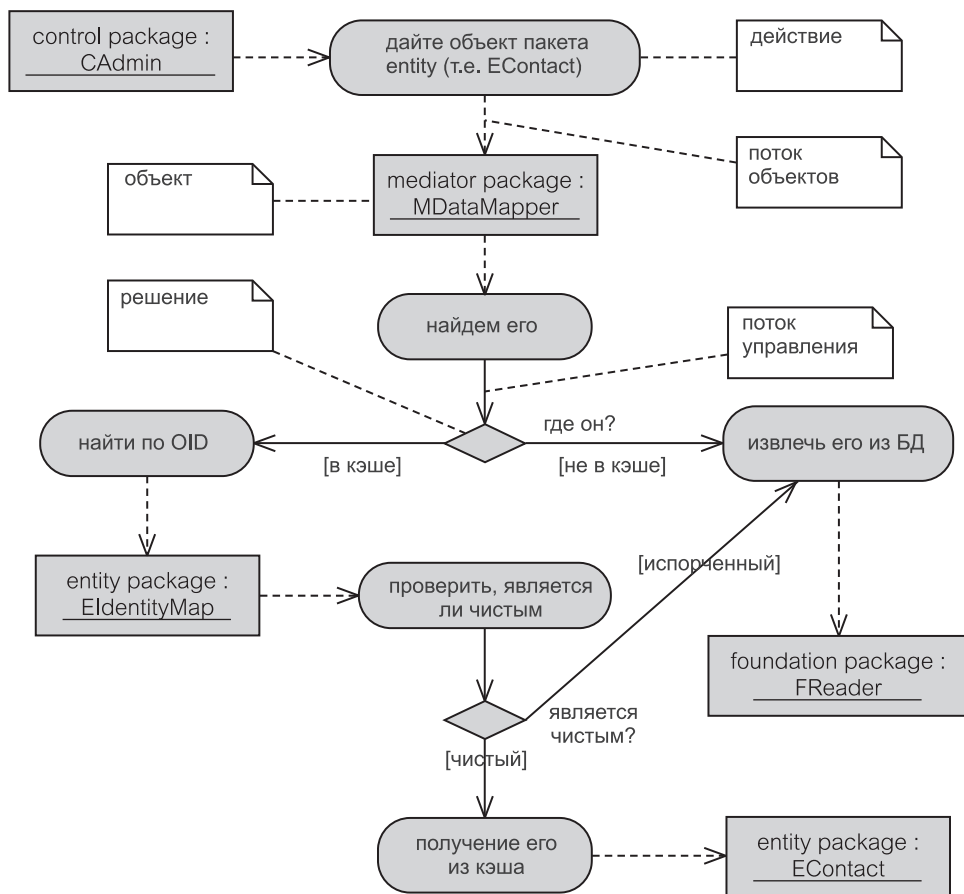 control package :
CAdmin
дайте объект пакета
entity (т.е. EContact)
действие
поток
объектов
объект
mediator package :
MDataMapper
решение
найдем его
поток
управления
найти по OID
где он?
извлечь его из БД
[в кэше]
[не в кэше]
entity package :
EIdentityMap
проверить, является
ли чистым
[испорченный]
foundation package :
FReader
является
чистым?
[чистый]
получение его
из кэша
entity package :
EContact